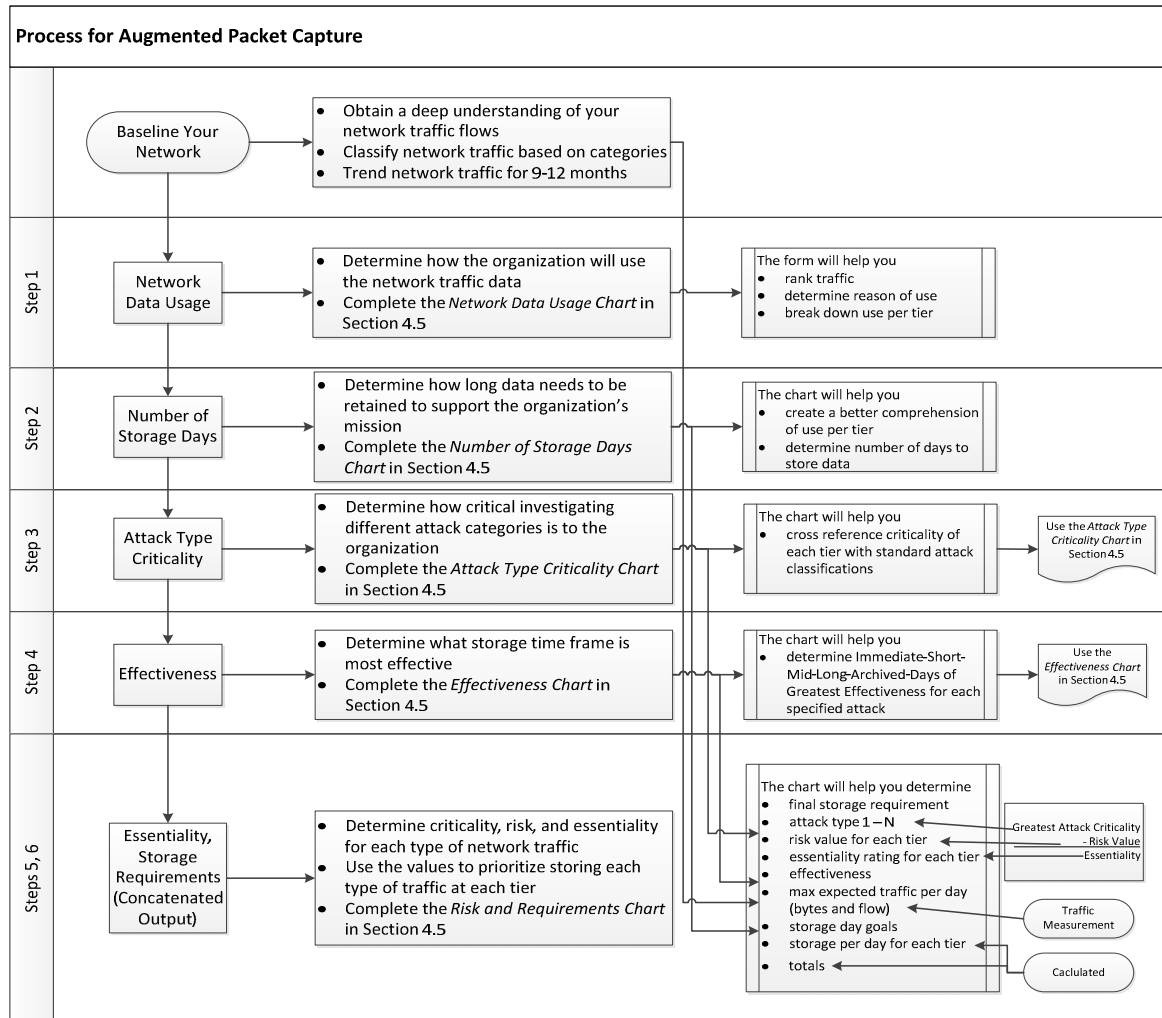 Process for Augmented Packet Capture
Baseline Your
Network
• Obtain a deep understanding of your
network traffic flows
• Classify network traffic based on categories
• Trend network traffic for 9-12 months
Step 1
Network
Data Usage
• Determine how the organization will use
the network traffic data
• Complete the Network Data Usage Chart in
Section 4.5
The form will help you
• rank traffic
• determine reason of use
• break down use per tier
Step 2
Number of
Storage Days
• Determine how long data needs to be
retained to support the organization's
mission
• Complete the Number of Storage Days
Chart in Section 4.5
The chart will help you
• create a better comprehension
of use per tier
• determine number of days to
store data
Step 3
Attack Type
Criticality
• Determine how critical investigating
different attack categories is to the
organization
• Complete the Attack Type Criticality Chart
in Section 4.5
The chart will help you
• cross reference criticality of
each tier with standard attack
classifications
Use the Attack Type
Criticality Chart in
Section 4.5
Step 4
Effectiveness
• Determine what storage time frame is
most effective
• Complete the Effectiveness Chart in
Section 4.5
The chart will help you
• determine Immediate-Short-
Mid-Long-Archived-Days of
Greatest Effectiveness for each
specified attack
Use the
Effectiveness Chart
in Section 4.5
Steps 5, 6
Essentiality,
Storage
Requirements
(Concatenated
Output)
• Determine criticality, risk, and essentiality
for each type of network traffic
• Use the values to prioritize storing each
type of traffic at each tier
• Complete the Risk and Requirements Chart
in Section 4.5
The chart will help you determine
• final storage requirement
• attack type 1–N
• risk value for each tier
• essentiality rating for each tier
• effectiveness
• max expected traffic per day
(bytes and flow)
• storage day goals
• storage per day for each tier
• totals
Greatest Attack Criticality
- Risk Value
Essentiality
Traffic
Measurement
Caclulated